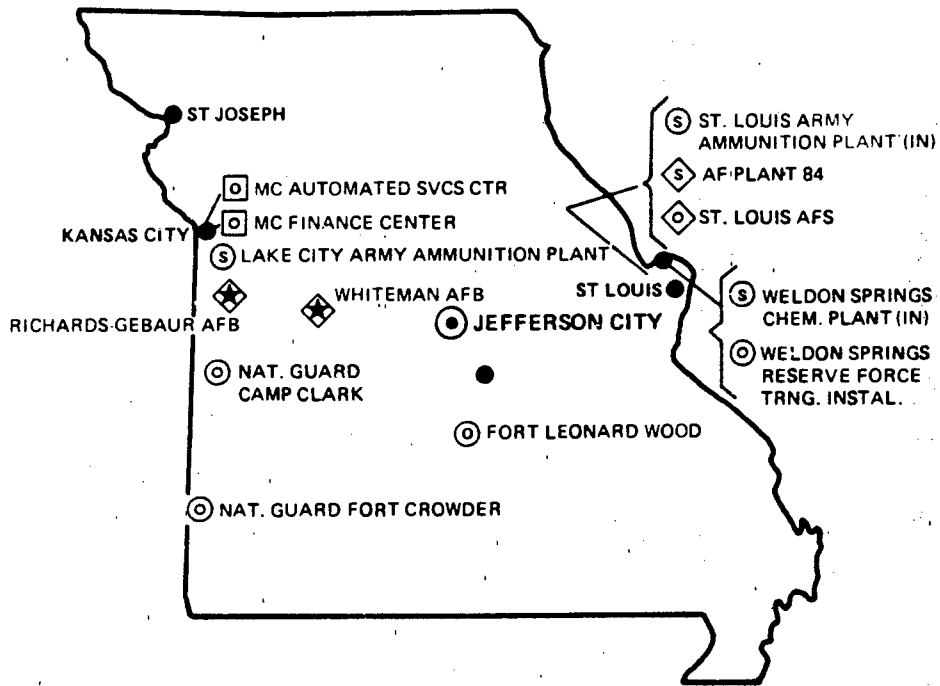 ST JOSEPH
S ST. LOUIS ARMY
AMMUNITION PLANT (IN)
S AF PLANT 84
O ST. LOUIS AFS
O MC AUTOMATED SVCS CTR
O MC FINANCE CENTER
KANSAS CITY
S LAKE CITY ARMY AMMUNITION PLANT
WHITEMAN AFB
RICHARDS-GEBAUR AFB
ST LOUIS
JEFFERSON CITY
S WELDON SPRINGS
CHEM. PLANT (IN)
O WELDON SPRINGS
RESERVE FORCE
TRNG. INSTAL.
O NAT. GUARD
CAMP CLARK
O FORT LEONARD WOOD
O NAT. GUARD FORT CROWDER